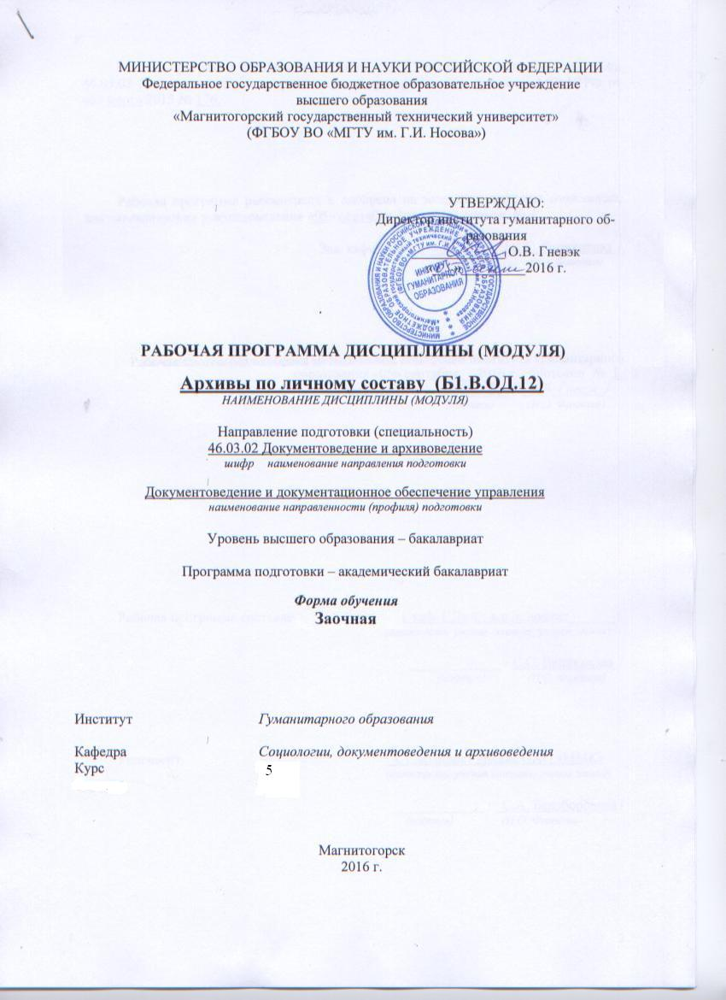 МИНИСТЕРСТВО ОБРАЗОВАНИЯ И НАУКИ РОССИЙСКОЙ ФЕДЕРАЦИИ
Федеральное государственное бюджетное образовательное учреждение
высшего образования
«Магнитогорский государственный технический университет»
(ФГБОУ ВО «МГТУ им. Г.И. Носова»)
УТВЕРЖДАЮ:
Директор института гуманитарного об-
разования
О.В. Гневэк
2016 г.
ИНСТИТУТ
ГУМАНИТАРНОГО
ОБРАЗОВАНИЯ
РАБОЧАЯ ПРОГРАММА ДИСЦИПЛИНЫ (МОДУЛЯ)
Архивы по личному составу (Б1.В.ОД.12)
НАИМЕНОВАНИЕ ДИСЦИПЛИНЫ (МОДУЛЯ)
Направление подготовки (специальность)
46.03.02 Документоведение и архивоведение
шифр наименование направления подготовки
Документоведение и документационное обеспечение управления
наименование направленности (профиля) подготовки
Уровень высшего образования – бакалавриат
Программа подготовки – академический бакалавриат
Форма обучения
Заочная
Институт Гуманитарного образования
Кафедра Социологии, документоведения и архивоведения
Курс 5
Магнитогорск
2016 г.